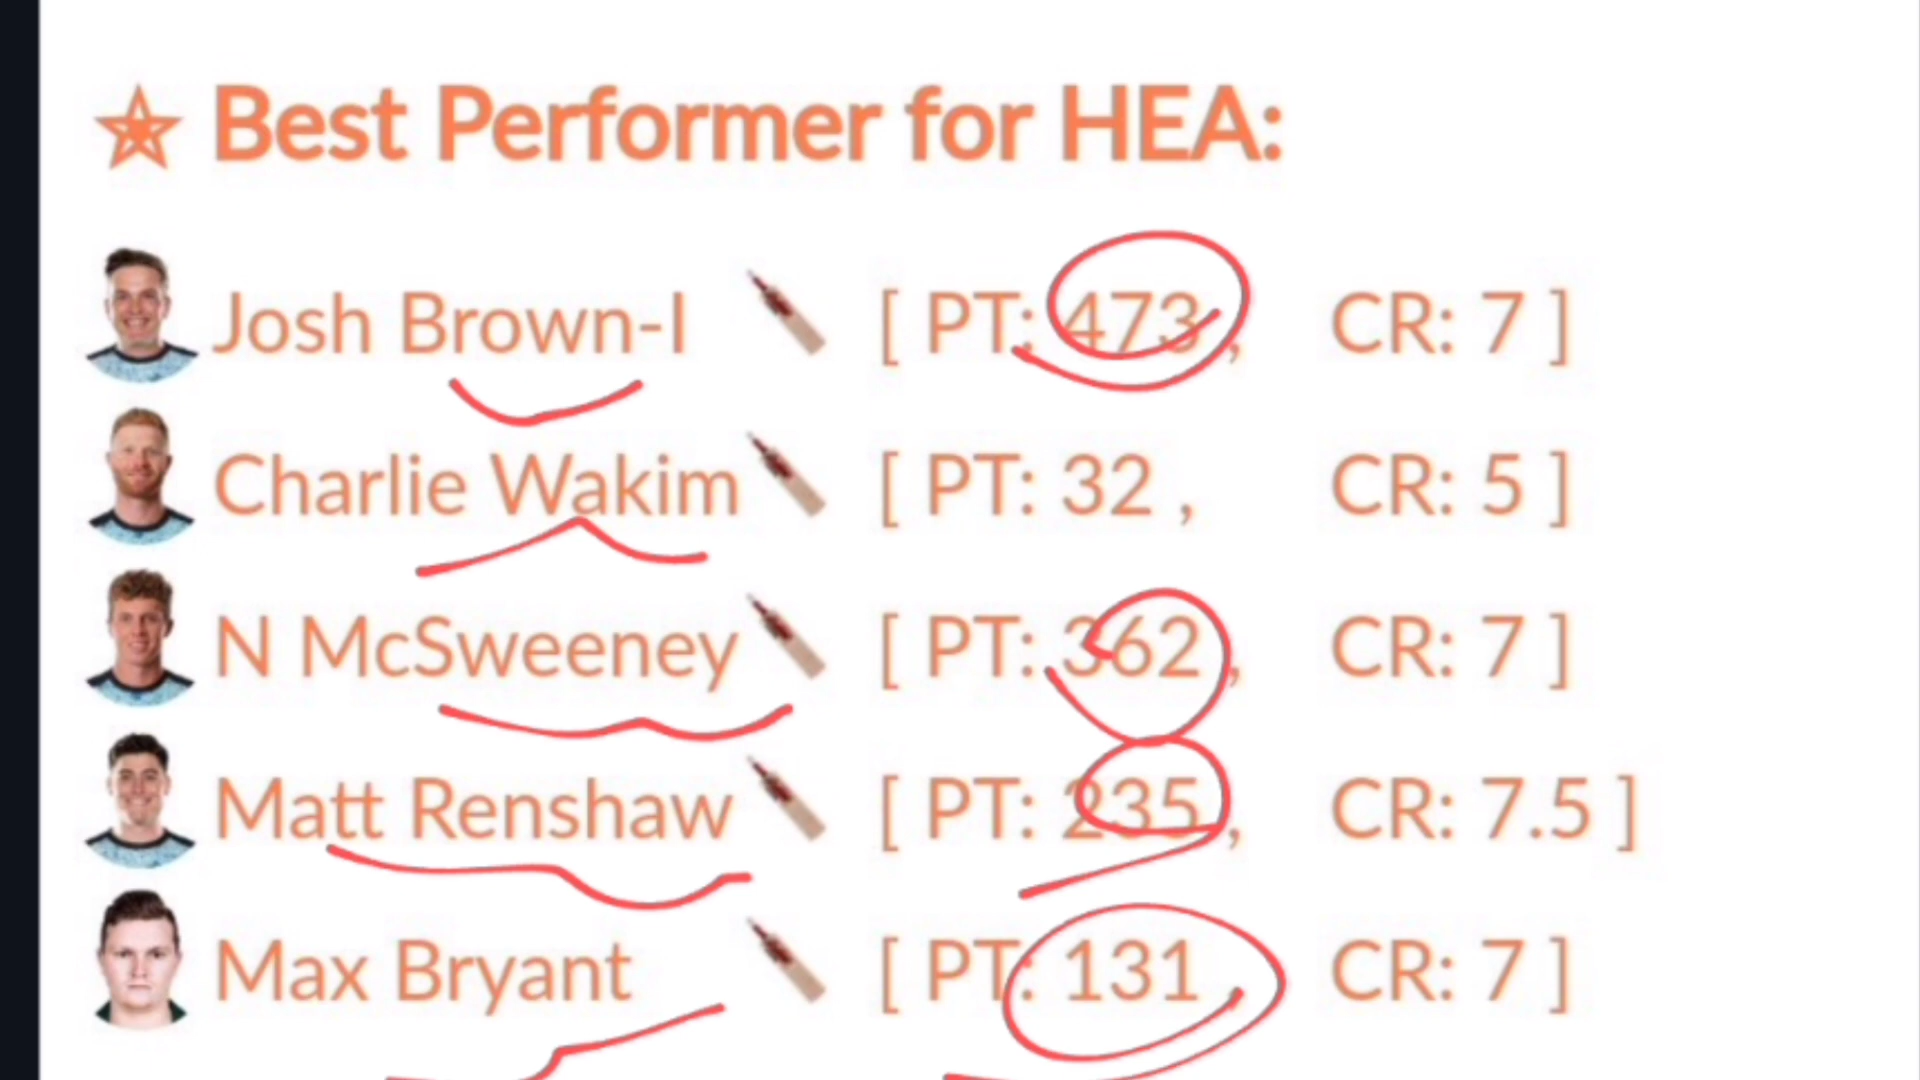 Best Performer for HEA:
Josh Brown-I [ PT: 473 , CR: 7 ]
Charlie Wakim [ PT: 32 , CR: 5 ]
N McSweeney [ PT: 362 , CR: 7 ]
Matt Renshaw [ PT: 235 , CR: 7.5 ]
Max Bryant [ PT: 131 , CR: 7 ]